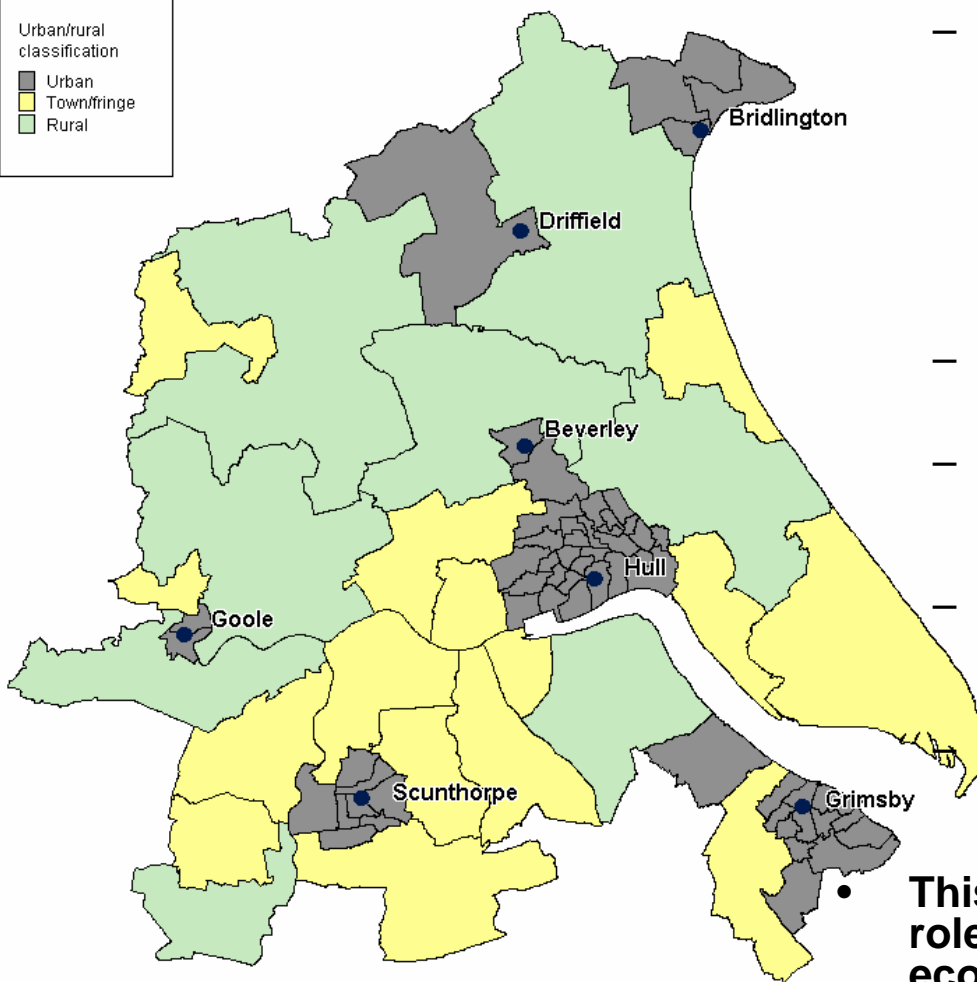 Urban/rural
classification
Urban
Town/fringe
Rural
Bridlington
Driffield
Beverley
Hull
Goole
Scunthorpe
Grimsby
–
–
–
–
–
• This
role
eco